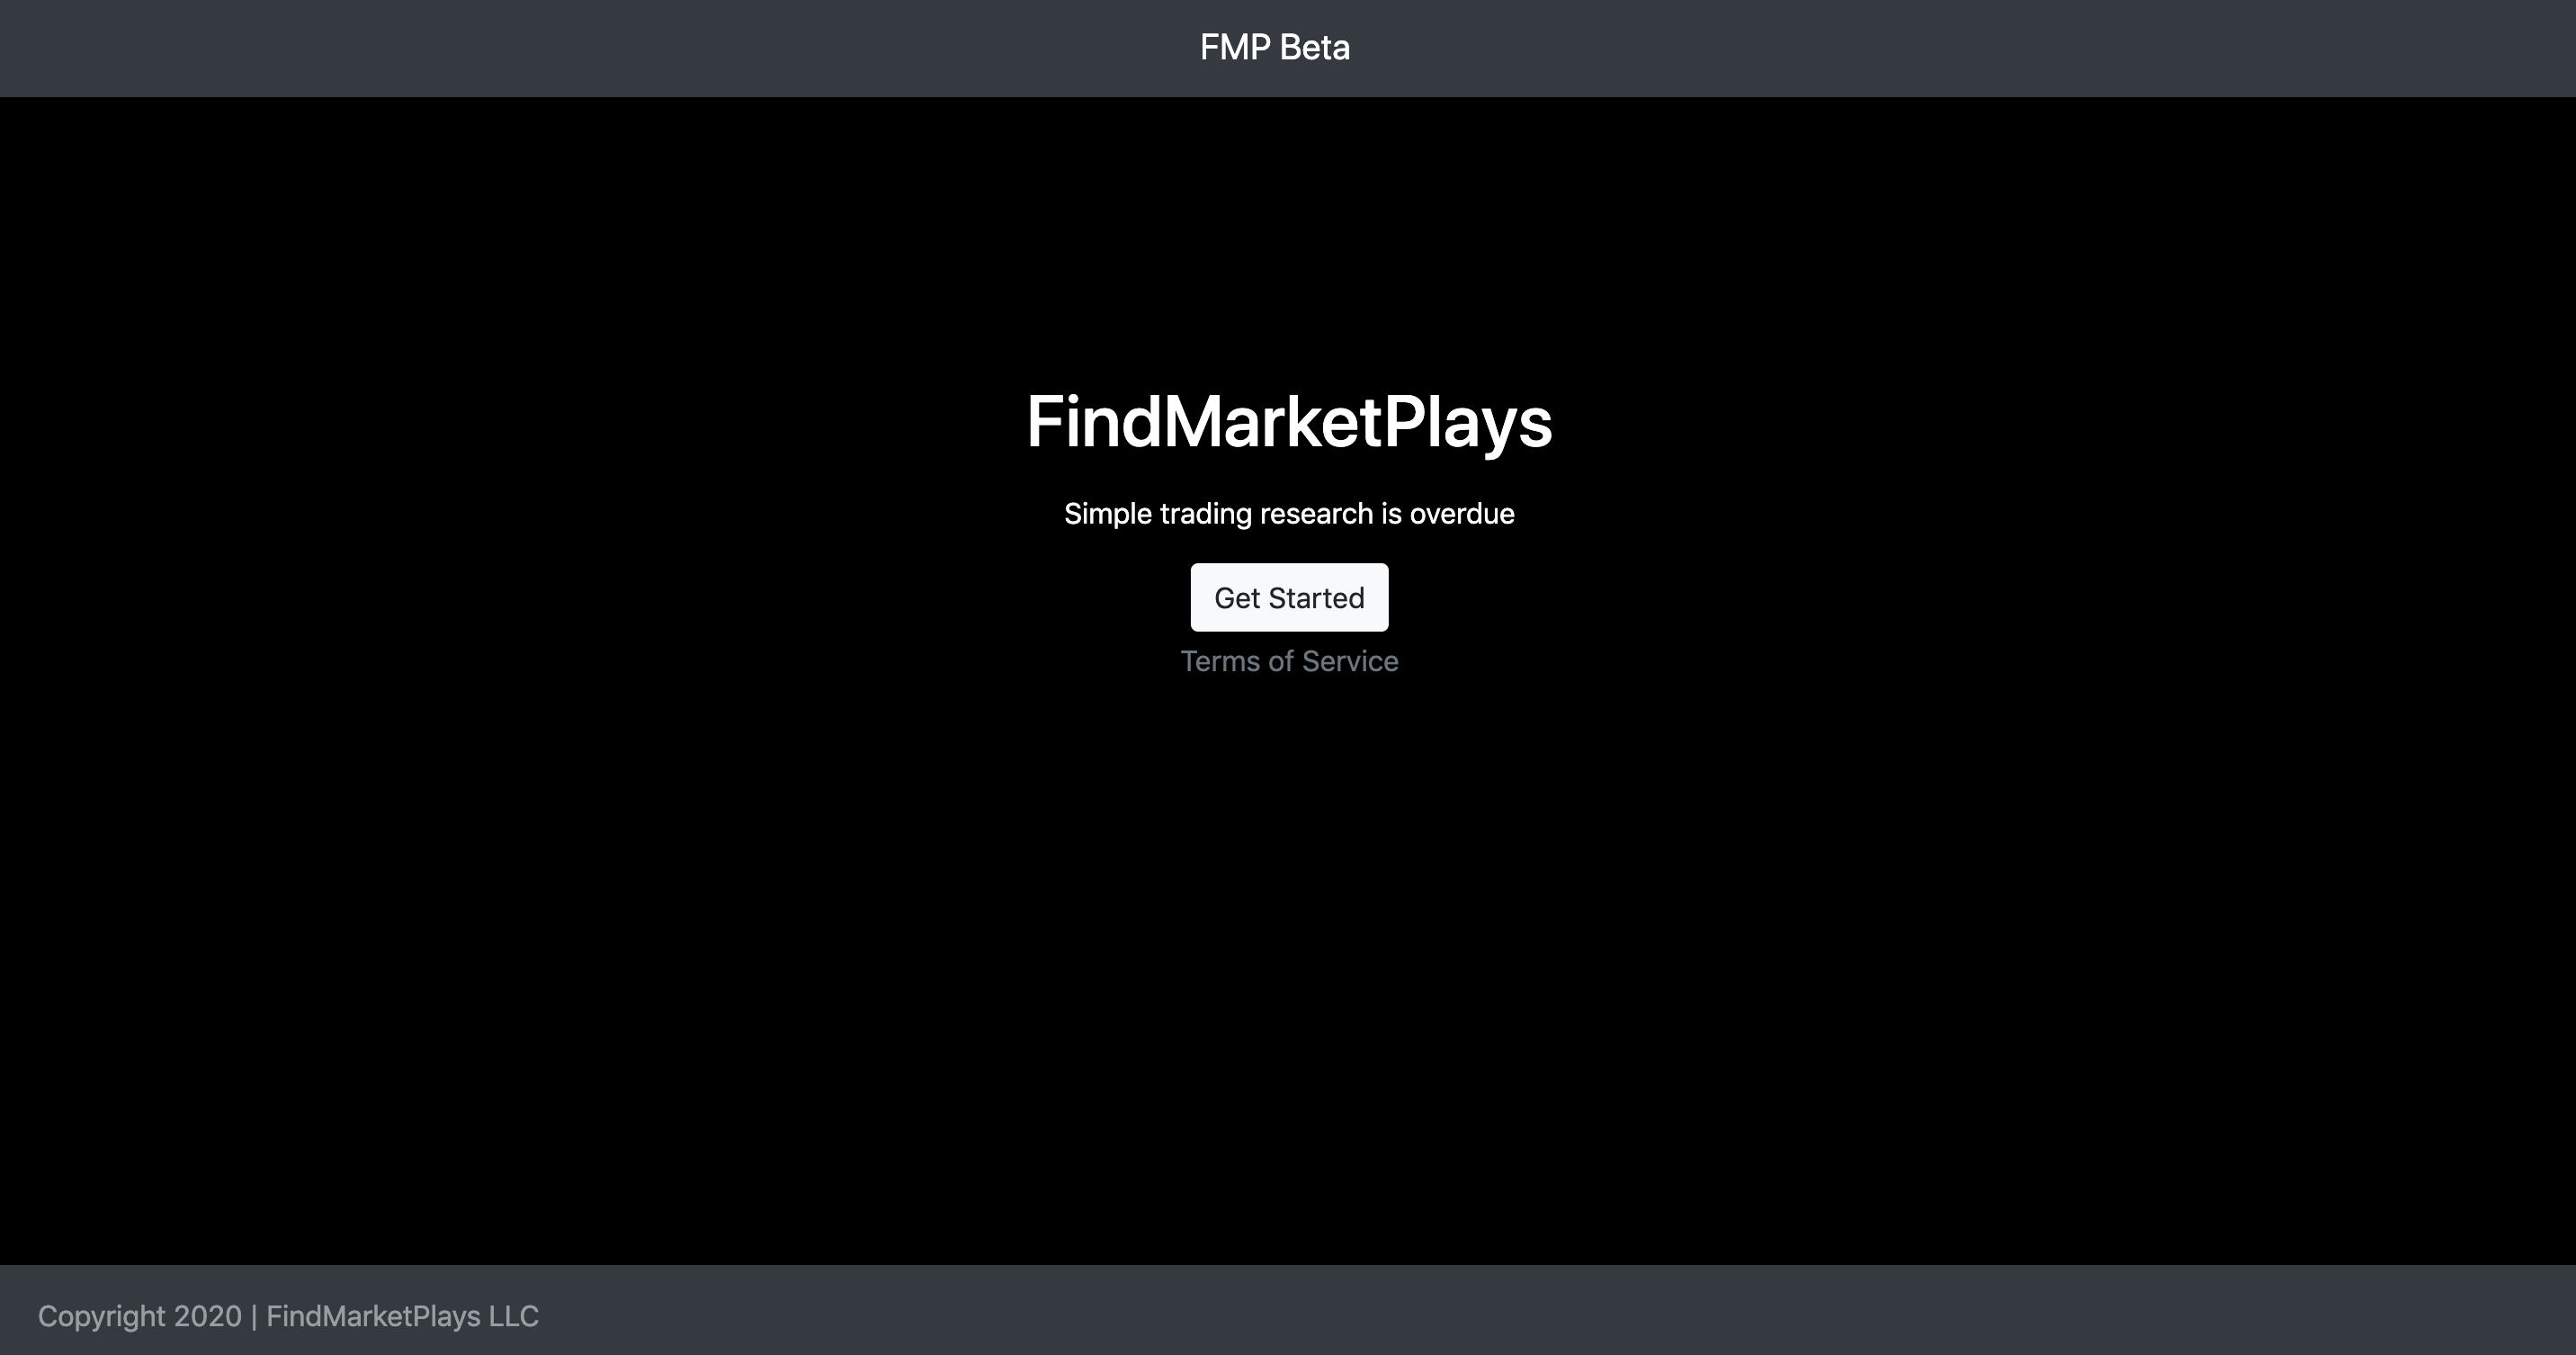 FMP Beta
FindMarketPlays
Simple trading research is overdue
Get Started
Terms of Service
Copyright 2020 | FindMarketPlays LLC